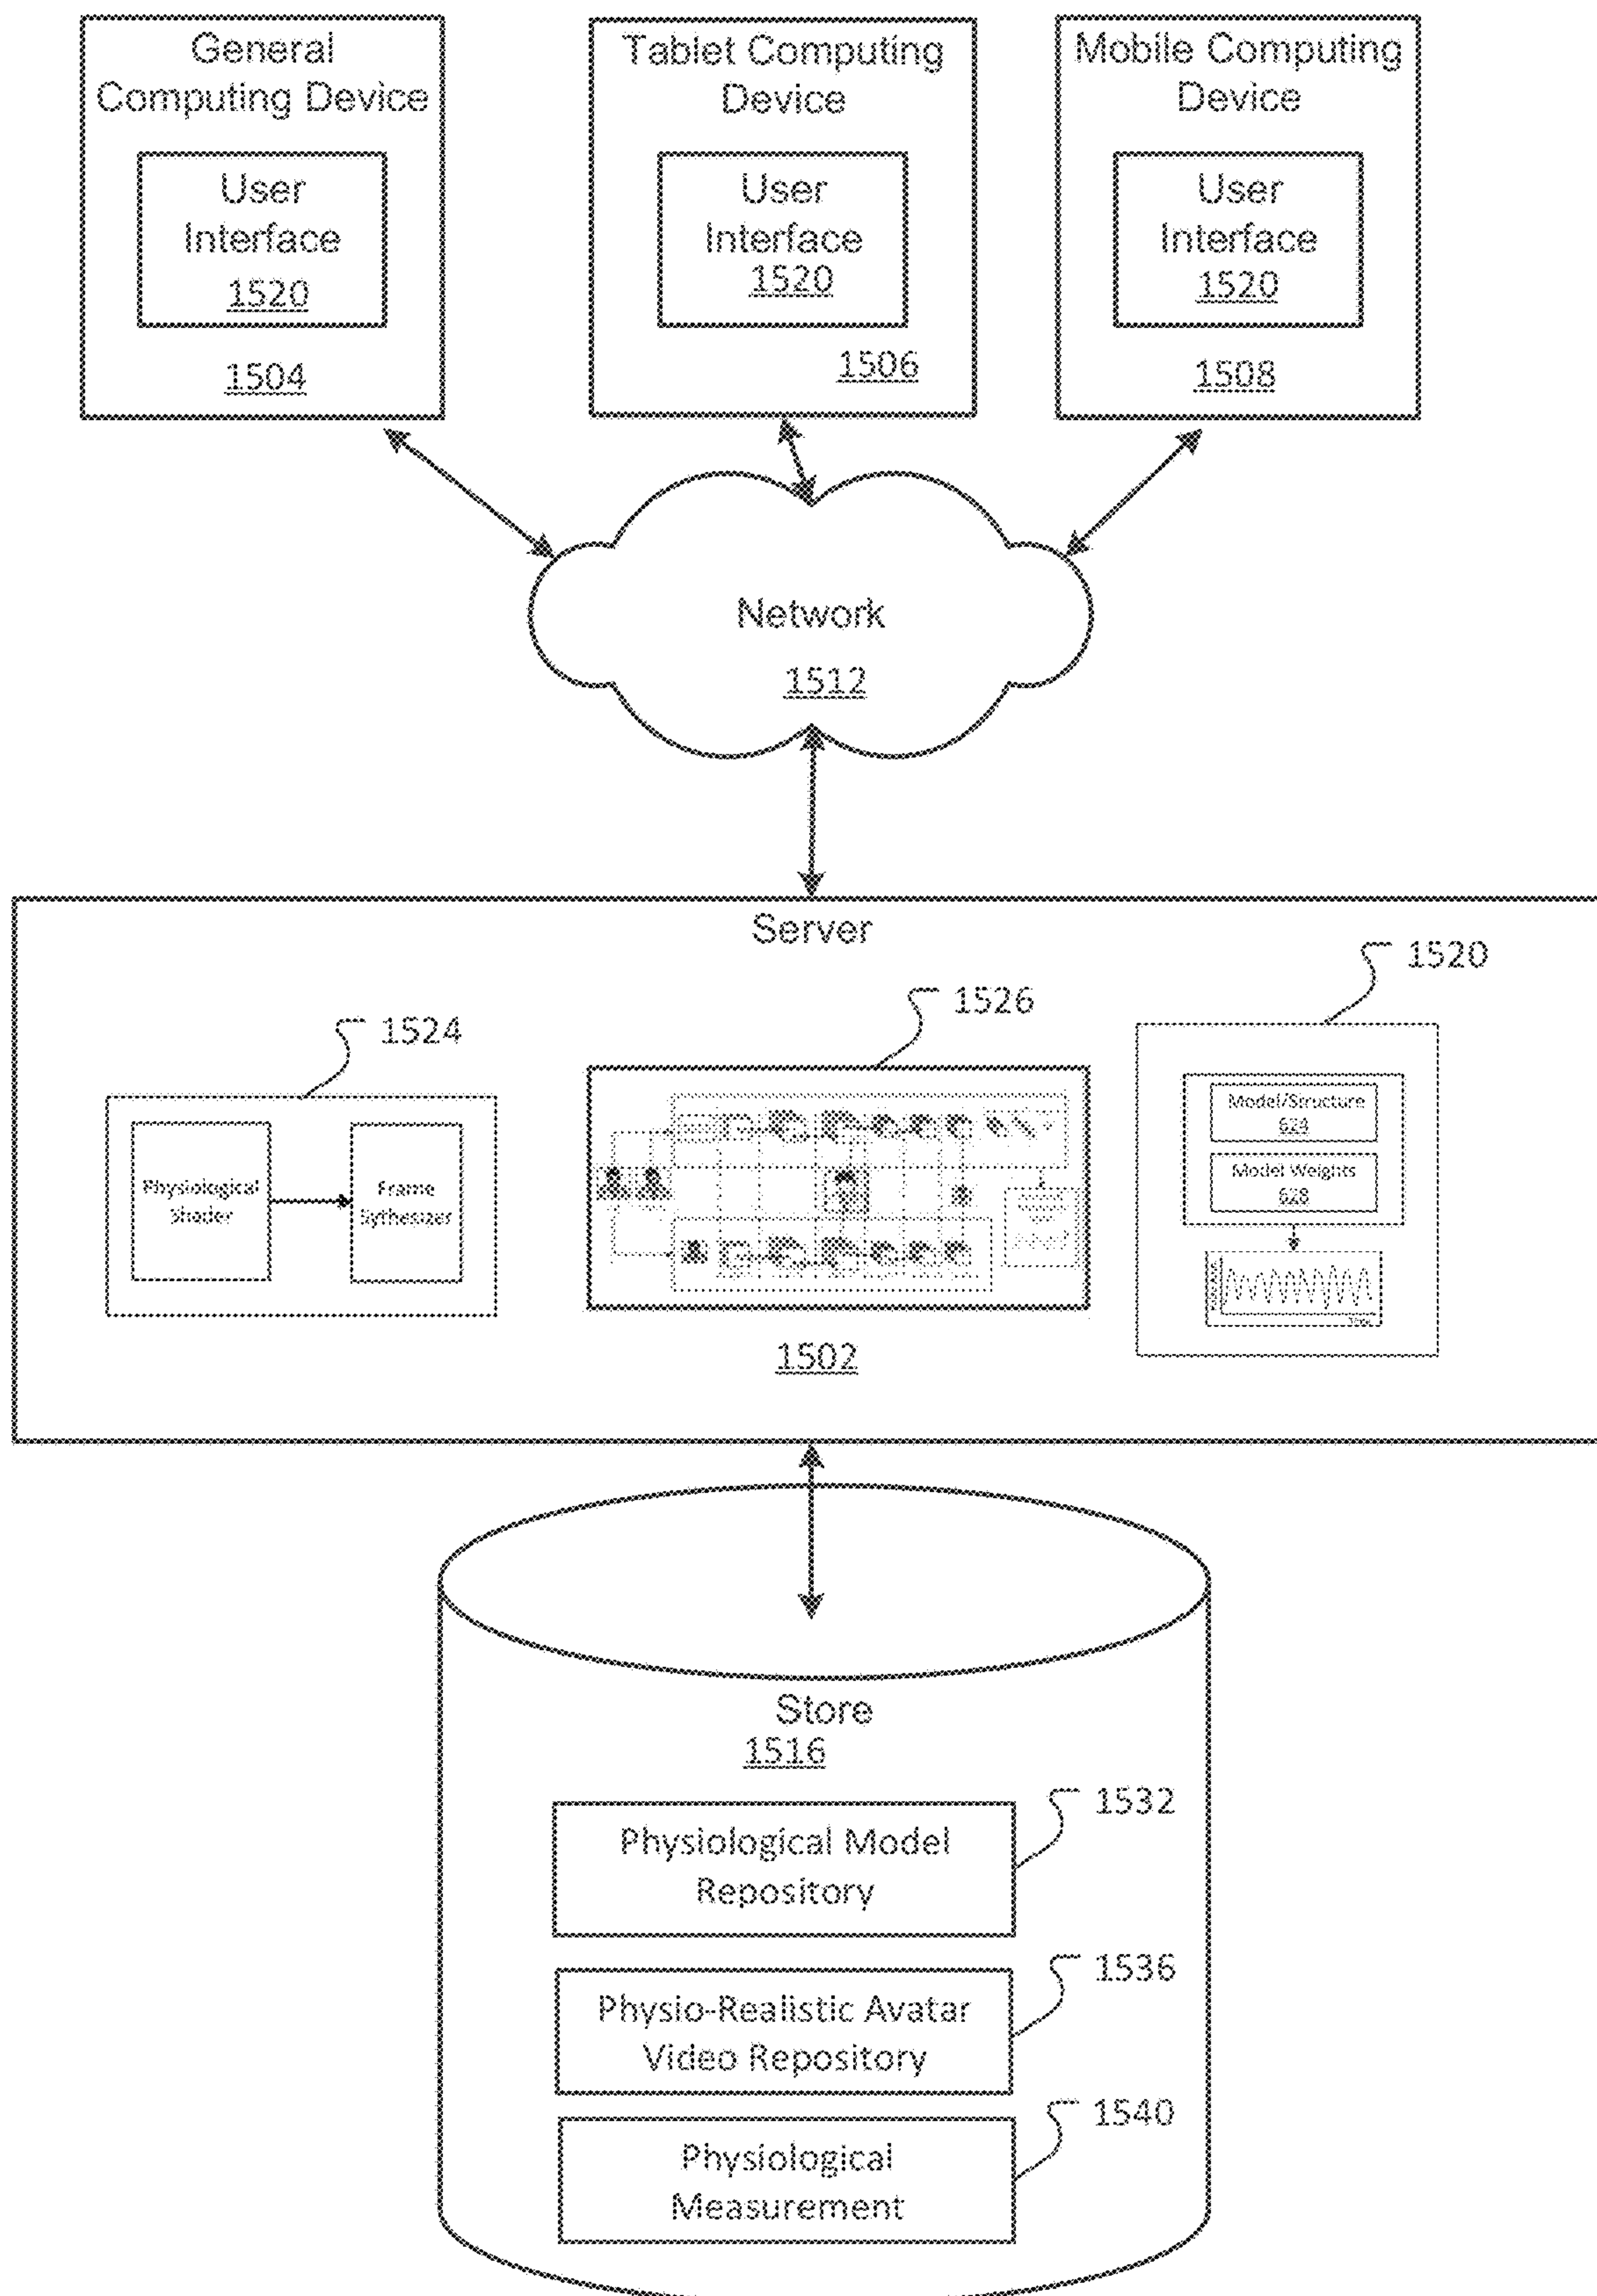 General
Computing Device
User
Interface
1520
1504
Tablet Computing
Device
User
Interface
1520
1506
Mobile Computing
Device
User
Interface
1520
1508
Network
1512
Server
1524
Physiological
Shader
Frame
Sythesizer
1526
1520
Model/Structure
624
Model Weights
628
Time
1502
Store
1516
1532
Physiological Model
Repository
1536
Physio-Realistic Avatar
Video Repository
1540
Physiological
Measurement